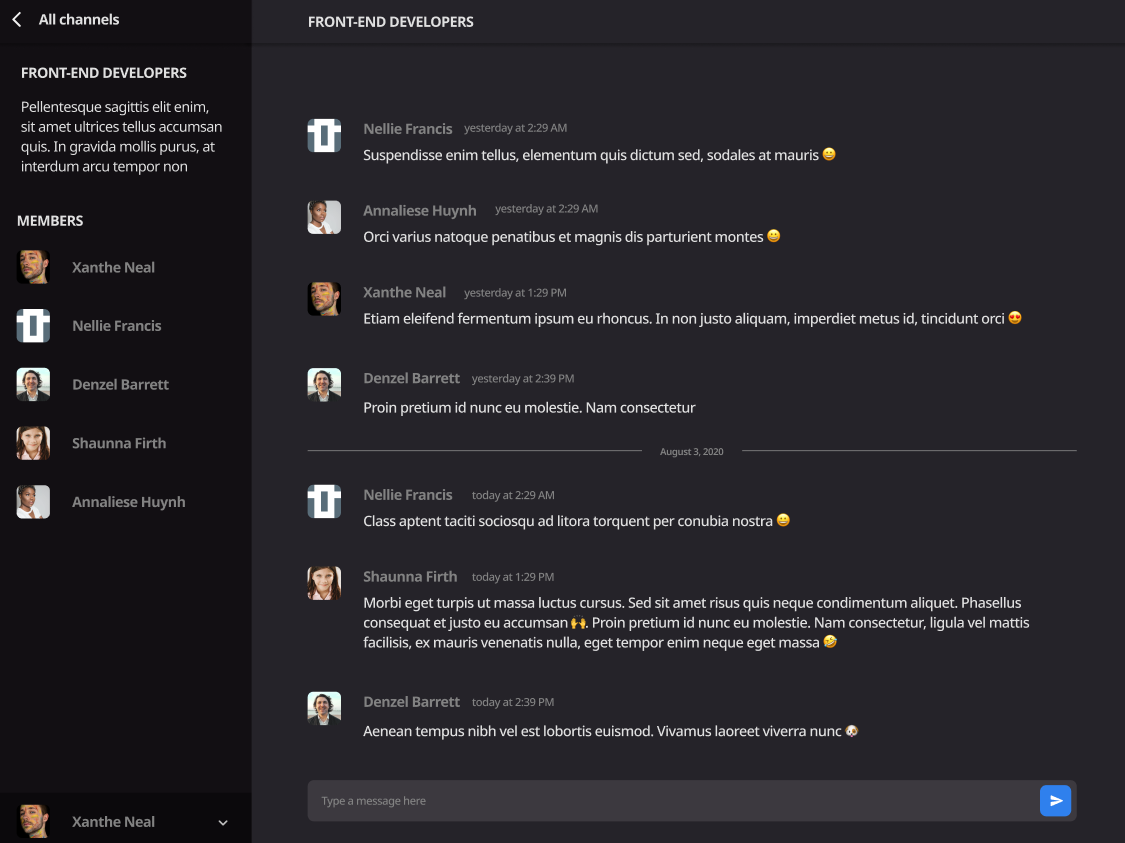 All channels
FRONT-END DEVELOPERS
Pellentesque sagittis elit enim,
sit amet ultrices tellus accumsan
quis. In gravida mollis purus, at
interdum arcu tempor non
MEMBERS
Xanthe Neal
Nellie Francis
Denzel Barrett
Shaunna Firth
Annaliese Huynh
Xanthe Neal
FRONT-END DEVELOPERS
Nellie Francis yesterday at 2:29 AM
Suspendisse enim tellus, elementum quis dictum sed, sodales at mauris 😀
Annaliese Huynh yesterday at 2:29 AM
Orci varius natoque penatibus et magnis dis parturient montes 😀
Xanthe Neal yesterday at 1:29 PM
Etiam eleifend fermentum ipsum eu rhoncus. In non justo aliquam, imperdiet metus id, tincidunt orci 😍
Denzel Barrett yesterday at 2:39 PM
Proin pretium id nunc eu molestie. Nam consectetur
August 3, 2020
Nellie Francis today at 2:29 AM
Class aptent taciti sociosqu ad litora torquent per conubia nostra 😀
Shaunna Firth today at 1:29 PM
Morbi eget turpis ut massa luctus cursus. Sed sit amet risus quis neque condimentum aliquet. Phasellus
consequat et justo eu accumsan 🙌. Proin pretium id nunc eu molestie. Nam consectetur, ligula vel mattis
facilisis, ex mauris venenatis nulla, eget tempor enim neque eget massa 🤣
Denzel Barrett today at 2:39 PM
Aenean tempus nibh vel est lobortis euismod. Vivamus laoreet viverra nunc 🐶
Type a message here